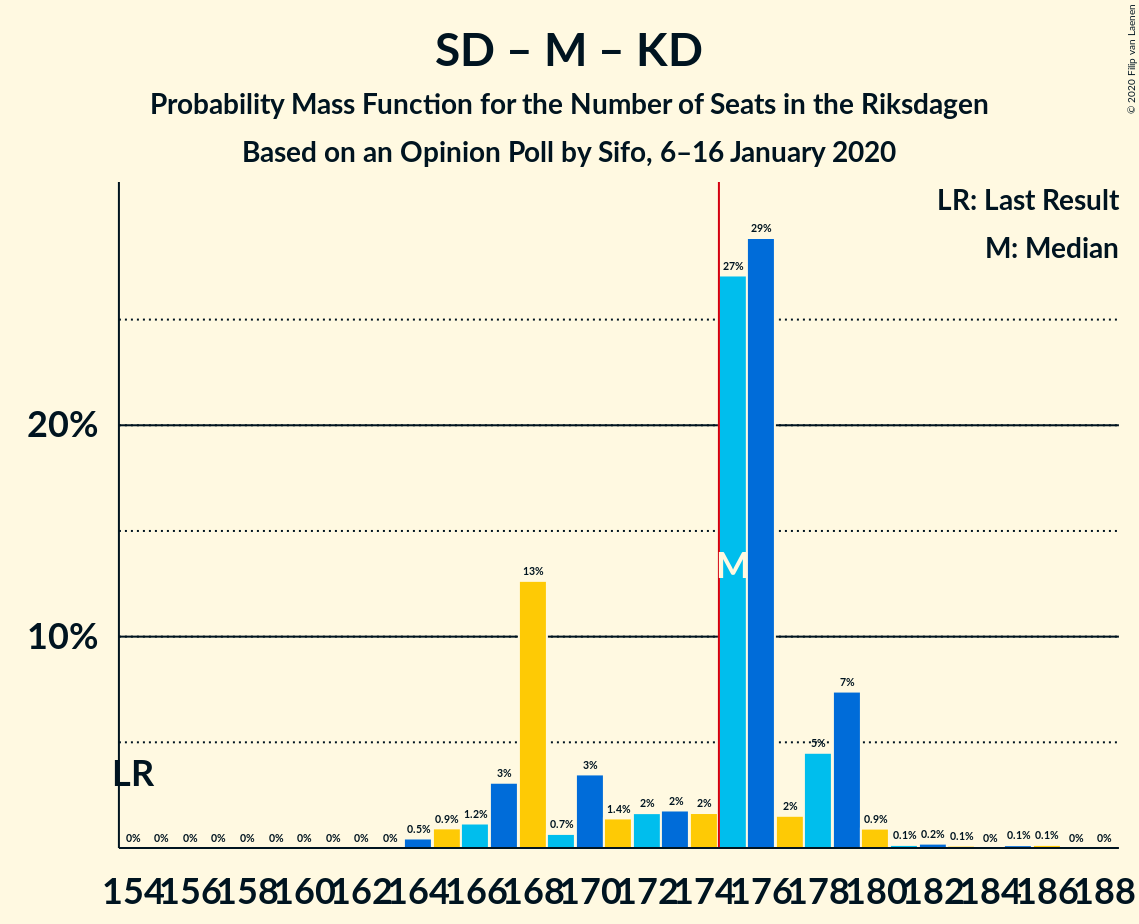 SD – M – KD
Probability Mass Function for the Number of Seats in the Riksdagen
Based on an Opinion Poll by Sifo, 6–16 January 2020
© 2020 Filip van Laenen
LR: Last Result
M: Median
20%
10%
LR
M
0% 0% 0% 0% 0% 0% 0% 0% 0% 0% 0.5% 0.9% 1.2% 3% 13% 0.7% 3% 1.4% 2% 2% 2% 27% 29% 2% 5% 7% 0.9% 0.1% 0.2% 0.1% 0% 0.1% 0.1% 0% 0%
154 156 158 160 162 164 166 168 170 172 174 176 178 180 182 184 186 188